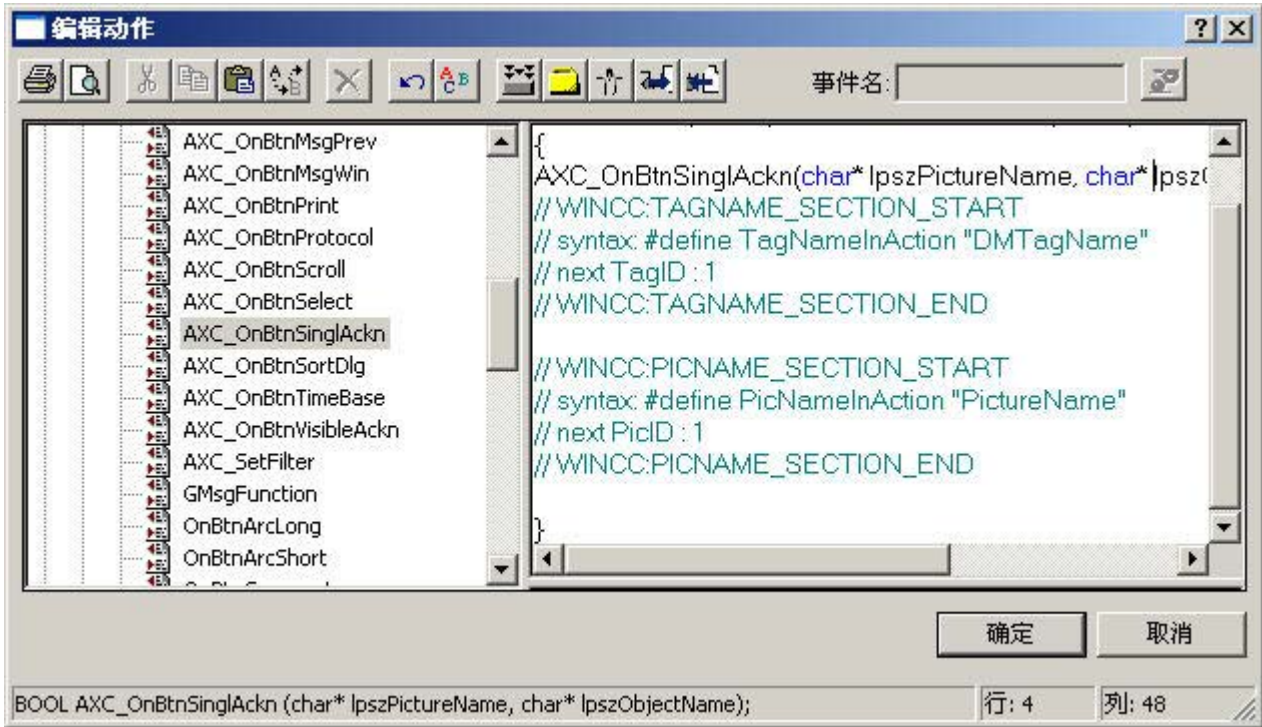 编辑动作
事件名:
AXC_OnBtnMsgPrev
AXC_OnBtnMsgWin
AXC_OnBtnPrint
AXC_OnBtnProtocol
AXC_OnBtnScroll
AXC_OnBtnSelect
AXC_OnBtnSinglAckn
AXC_OnBtnSortDlg
AXC_OnBtnTimeBase
AXC_OnBtnVisibleAckn
AXC_SetFilter
GMsgFunction
OnBtnArcLong
OnBtnArcShort
{
AXC_OnBtnSinglAckn(char* lpszPictureName, char* lpsz
// WINCC:TAGNAME_SECTION_START
// syntax: #define TagNameInAction "DMTagName"
// next TagID : 1
// WINCC:TAGNAME_SECTION_END
// WINCC:PICNAME_SECTION_START
// syntax: #define PicNameInAction "PictureName"
// next PicID : 1
// WINCC:PICNAME_SECTION_END
}
确定
取消
BOOL AXC_OnBtnSinglAckn (char* lpszPictureName, char* lpszObjectName);
行: 4
列: 48